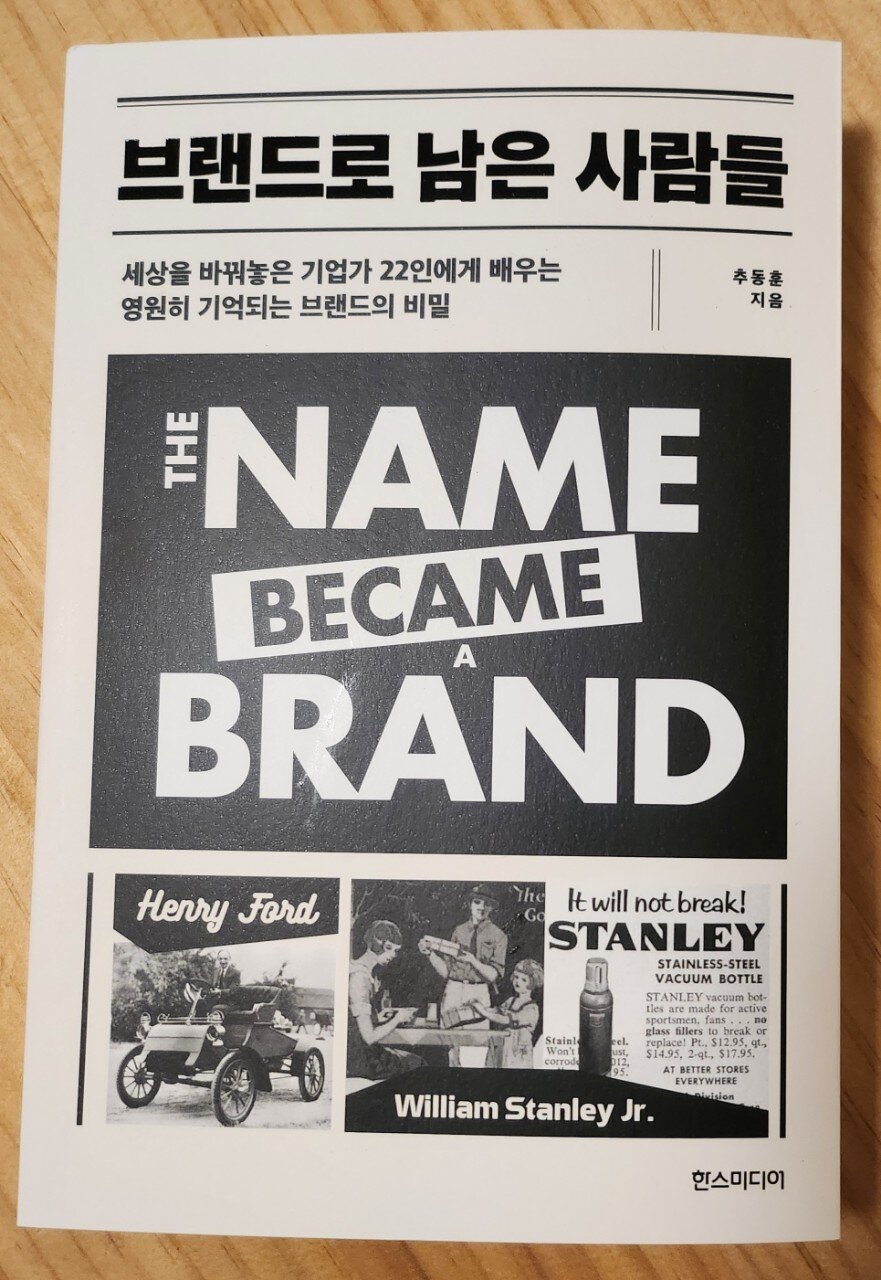 브랜드로 남은 사람들
세상을 바꿔놓은 기업가 22인에게 배우는
영원히 기억되는 브랜드의 비밀
추동훈
지음
THE
NAME
BECAME
A
BRAND
Henry Ford
The
Go
It will not break!
STANLEY
STAINLESS-STEEL
VACUUM BOTTLE
STANLEY vacuum bot-
tles are made for active
sportsmen, fans . . . no
glass fillers to break or
replace! Pt., $12.95, qt.,
$14.95, 2-qt., $17.95.
AT BETTER STORES
EVERYWHERE
Division
Won't
William Stanley Jr.
한스미디어